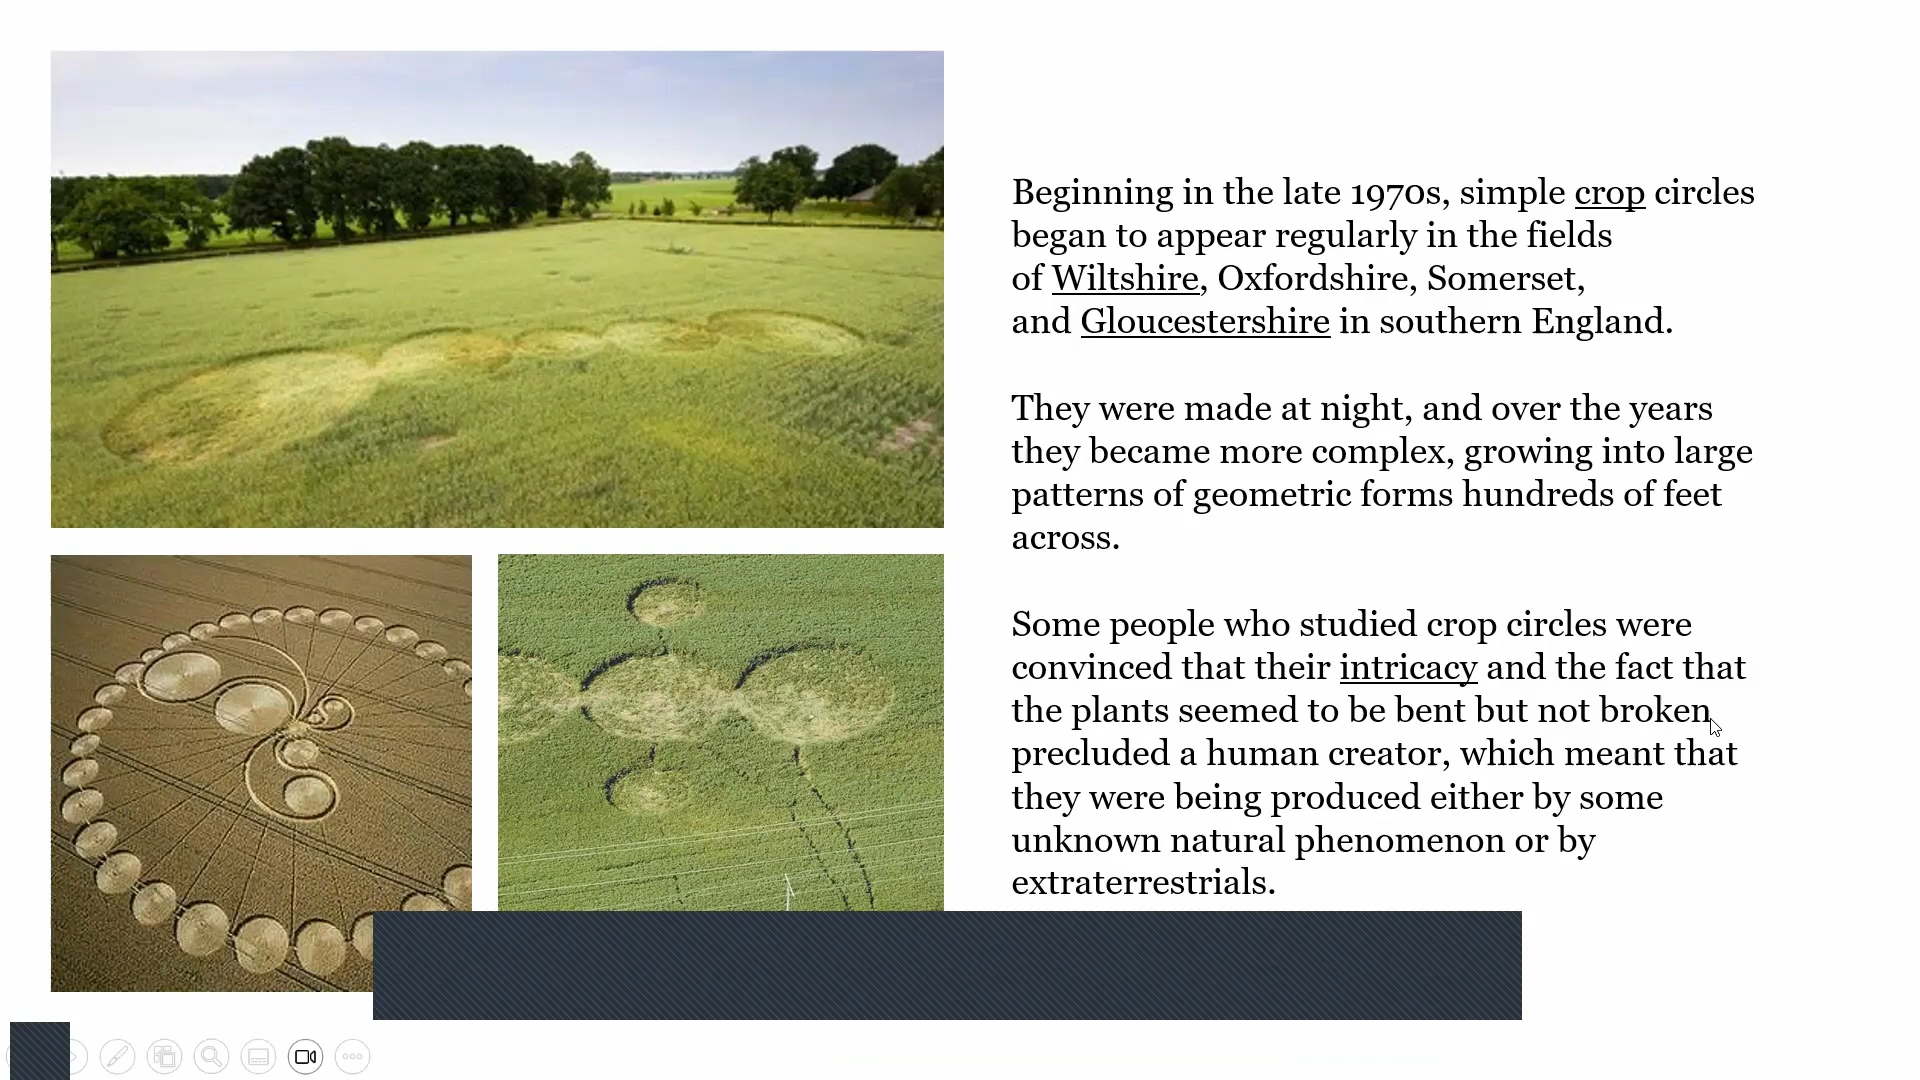 Beginning in the late 1970s, simple crop circles
began to appear regularly in the fields
of Wiltshire, Oxfordshire, Somerset,
and Gloucestershire in southern England.
They were made at night, and over the years
they became more complex, growing into large
patterns of geometric forms hundreds of feet
across.
Some people who studied crop circles were
convinced that their intricacy and the fact that
the plants seemed to be bent but not broken
precluded a human creator, which meant that
they were being produced either by some
unknown natural phenomenon or by
extraterrestrials.